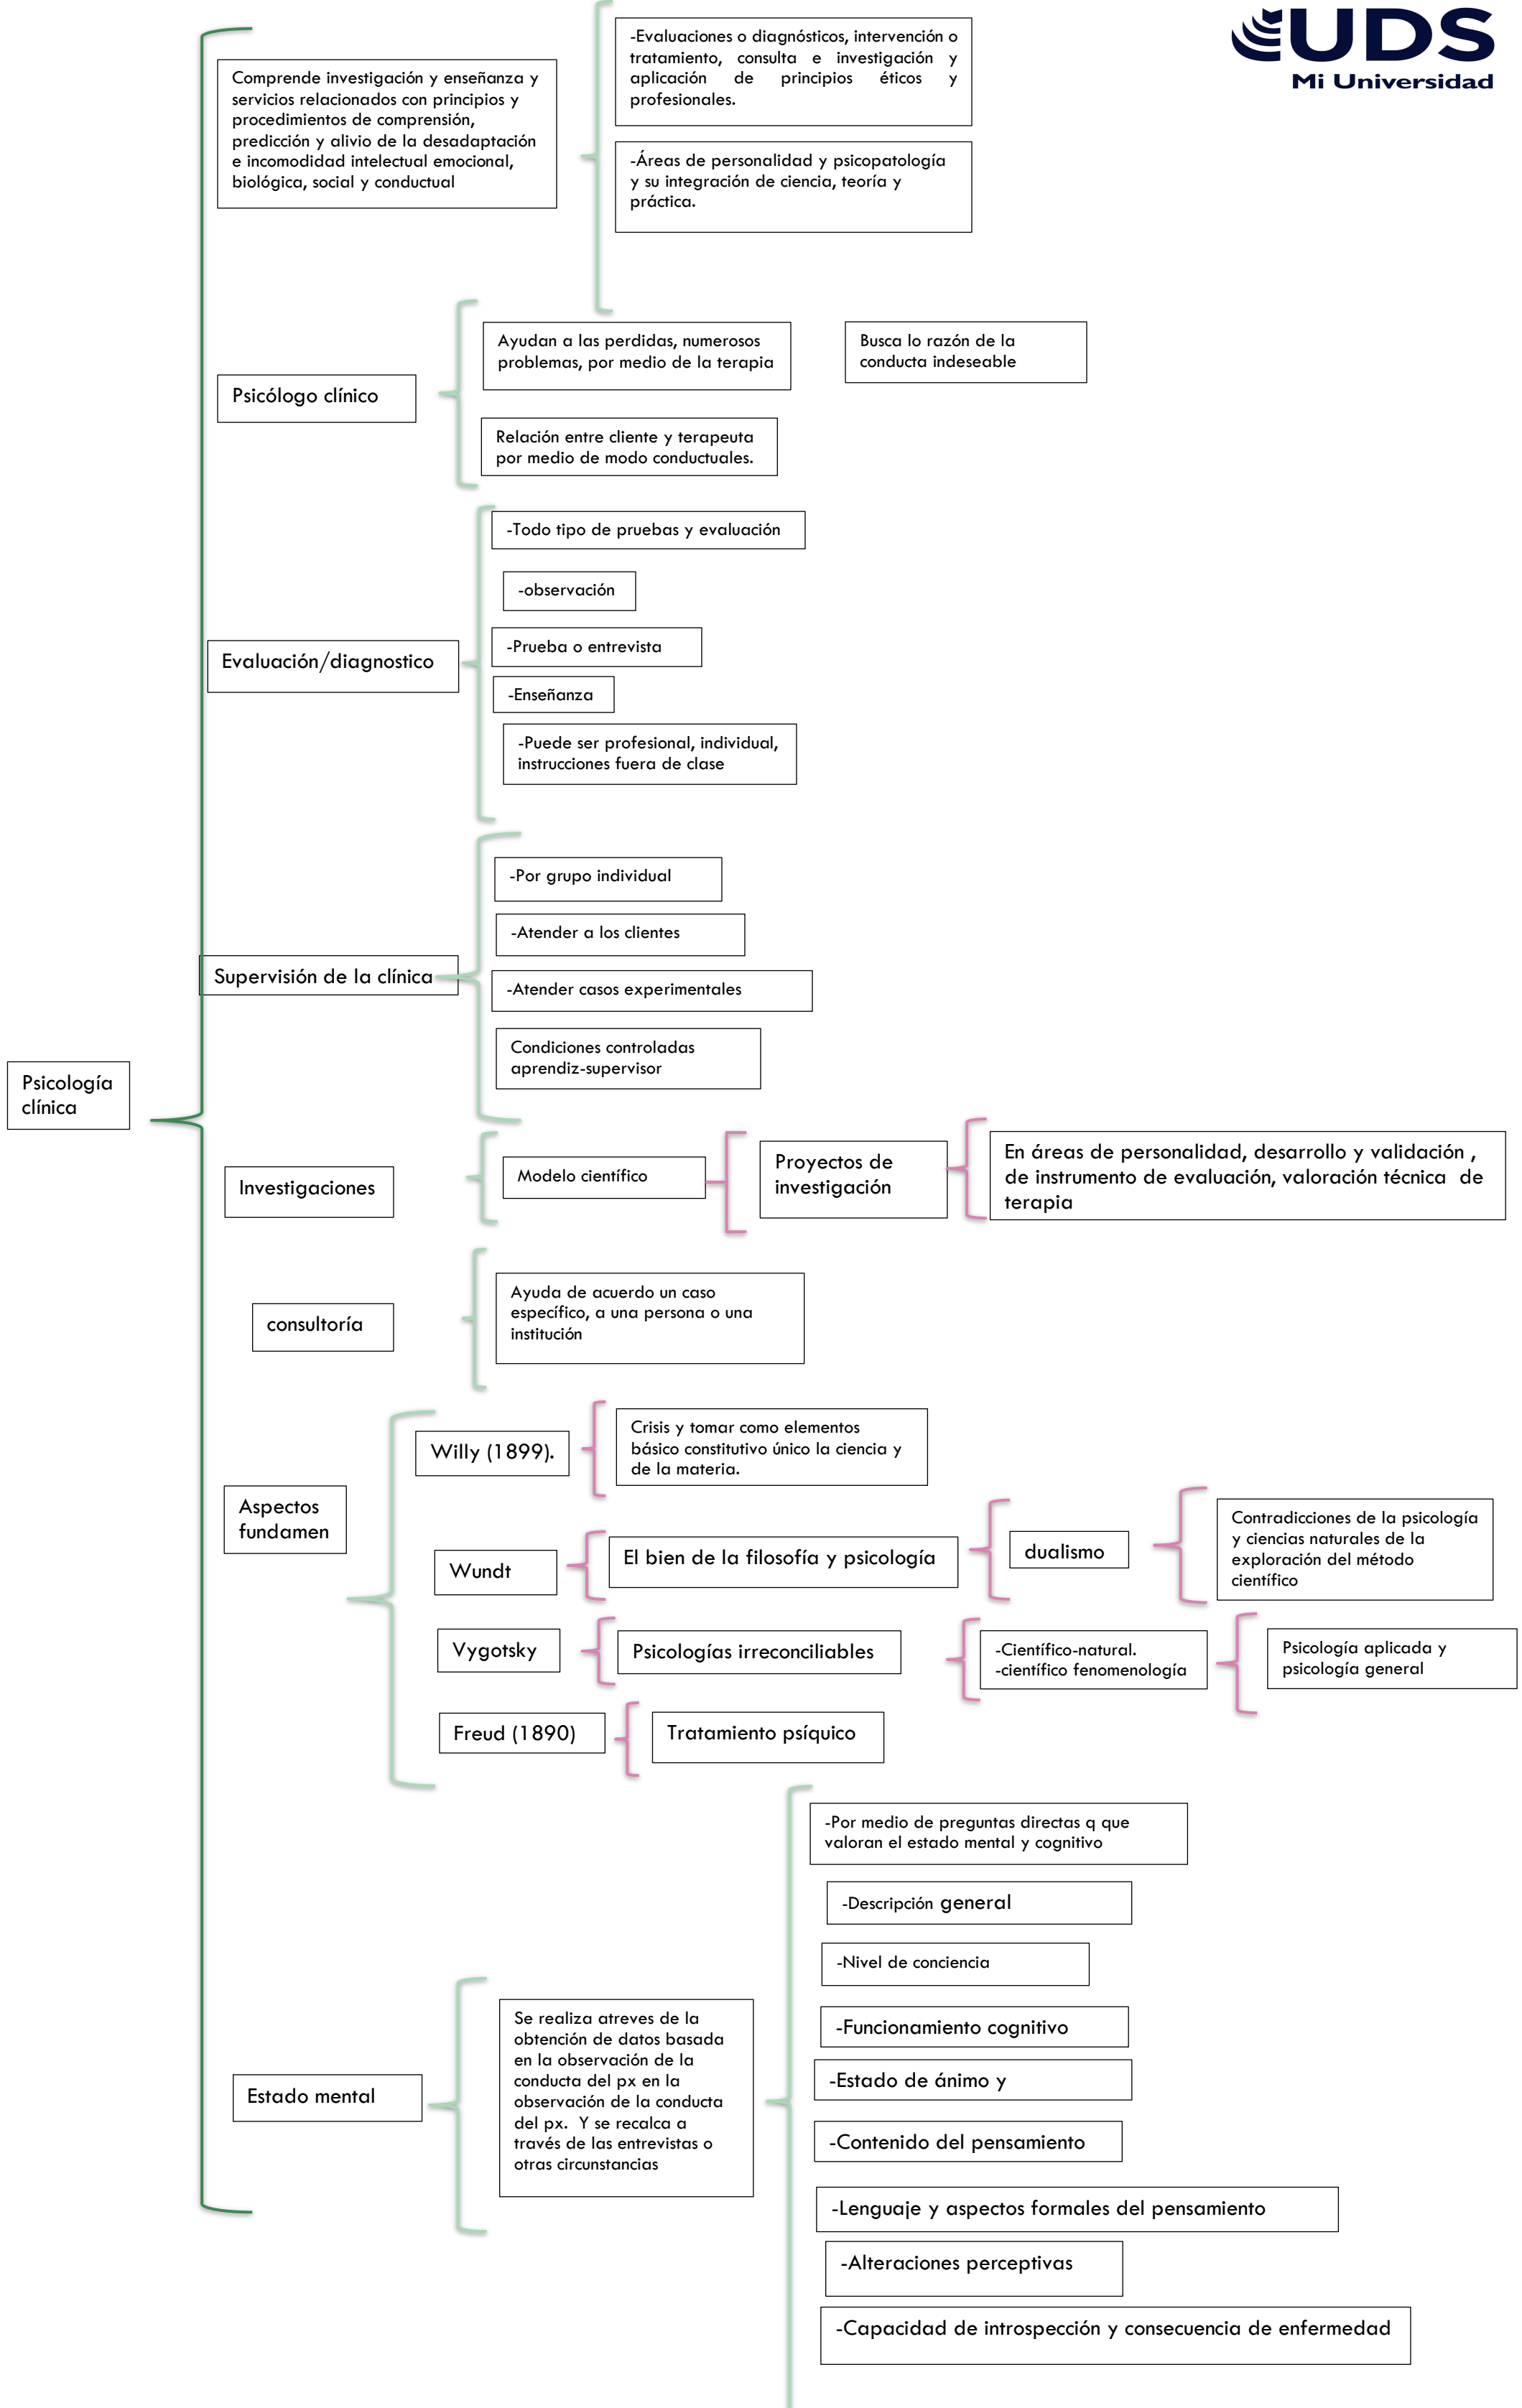 UDS
Mi Universidad
-Evaluaciones o diagnósticos, intervención o
tratamiento, consulta e investigación y
aplicación de principios éticos y
profesionales.
Comprende investigación y enseñanza y
servicios relacionados con principios y
procedimientos de comprensión,
predicción y alivio de la desadaptación
e incomodidad intelectual emocional,
biológica, social y conductual
-Áreas de personalidad y psicopatología
y su integración de ciencia, teoría y
práctica.
Psicólogo clínico
Ayudan a las perdidas, numerosos
problemas, por medio de la terapia
Busca lo razón de la
conducta indeseable
Relación entre cliente y terapeuta
por medio de modo conductuales.
Evaluación/diagnostico
-Todo tipo de pruebas y evaluación
-observación
-Prueba o entrevista
-Enseñanza
-Puede ser profesional, individual,
instrucciones fuera de clase
Supervisión de la clínica
-Por grupo individual
-Atender a los clientes
-Atender casos experimentales
Condiciones controladas
aprendiz-supervisor
Psicología
clínica
Investigaciones
Modelo científico
Proyectos de
investigación
En áreas de personalidad, desarrollo y validación ,
de instrumento de evaluación, valoración técnica  de
terapia
consultoría
Ayuda de acuerdo un caso
específico, a una persona o una
institución
Aspectos
fundamen
Willy (1899).
Crisis y tomar como elementos
básico constitutivo único la ciencia y
de la materia.
Wundt
El bien de la filosofía y psicología
dualismo
Contradicciones de la psicología
y ciencias naturales de la
exploración del método
científico
Vygotsky
Psicologías irreconciliables
-Científico-natural.
-científico fenomenología
Psicología aplicada y
psicología general
Freud (1890)
Tratamiento psíquico
Estado mental
Se realiza atreves de la
obtención de datos basada
en la observación de la
conducta del px en la
observación de la conducta
del px.  Y se recalca a
través de las entrevistas o
otras circunstancias
-Por medio de preguntas directas q que
valoran el estado mental y cognitivo
-Descripción general
-Nivel de conciencia
-Funcionamiento cognitivo
-Estado de ánimo y
-Contenido del pensamiento
-Lenguaje y aspectos formales del pensamiento
-Alteraciones perceptivas
-Capacidad de introspección y consecuencia de enfermedad